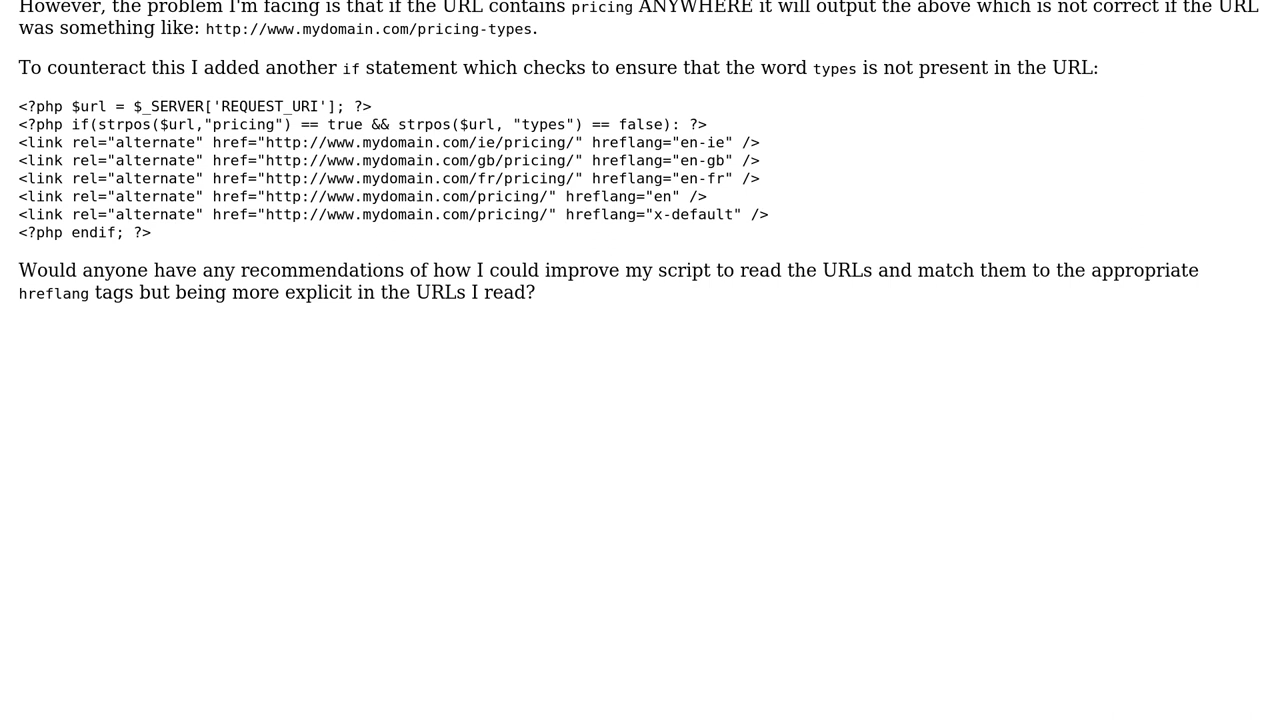 However, the problem I'm facing is that if the URL contains pricing ANYWHERE it will output the above which is not correct if the URL
was something like: http://www.mydomain.com/pricing-types.
To counteract this I added another if statement which checks to ensure that the word types is not present in the URL:
<?php $url = $_SERVER['REQUEST_URI']; ?>
<?php if(strpos($url,"pricing") == true && strpos($url, "types") == false): ?>
<link rel="alternate" href="http://www.mydomain.com/ie/pricing/" hreflang="en-ie" />
<link rel="alternate" href="http://www.mydomain.com/gb/pricing/" hreflang="en-gb" />
<link rel="alternate" href="http://www.mydomain.com/fr/pricing/" hreflang="en-fr" />
<link rel="alternate" href="http://www.mydomain.com/pricing/" hreflang="en" />
<link rel="alternate" href="http://www.mydomain.com/pricing/" hreflang="x-default" />
<?php endif; ?>
Would anyone have any recommendations of how I could improve my script to read the URLs and match them to the appropriate
hreflang tags but being more explicit in the URLs I read?